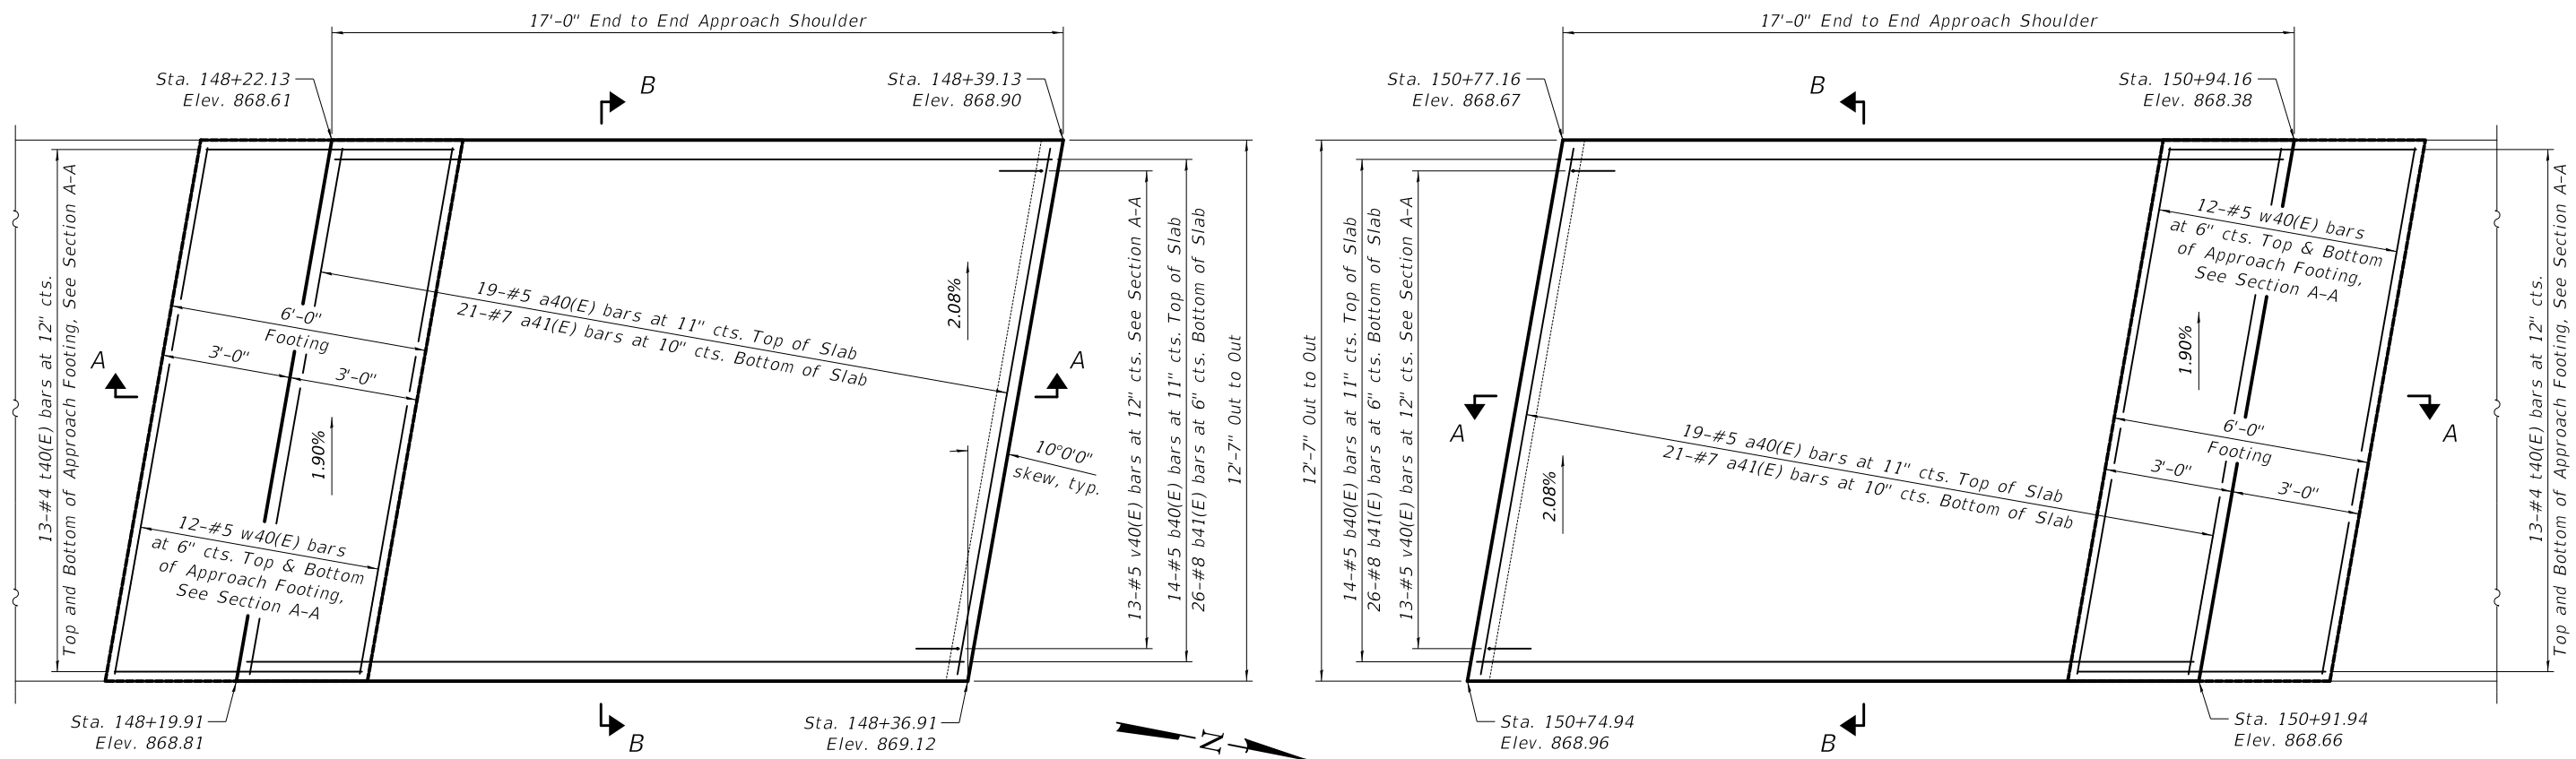 17'-0" End to End Approach Shoulder
Sta. 148+22.13
Elev. 868.61
B
Sta. 148+39.13
Elev. 868.90
13-#4 t40(E) bars at 12" cts.
Top and Bottom of Approach Footing, See Section A-A
A
6'-0"
Footing
3'-0"
3'-0"
1.90%
12-#5 w40(E) bars
at 6" cts. Top & Bottom
of Approach Footing,
See Section A-A
19-#5 a40(E) bars at 11" cts. Top of Slab
21-#7 a41(E) bars at 10" cts. Bottom of Slab
2.08%
A
10°0'0"
skew, typ.
13-#5 v40(E) bars at 12" cts. See Section A-A
14-#5 b40(E) bars at 11" cts. Top of Slab
26-#8 b41(E) bars at 6" cts. Bottom of Slab
12'-7" Out to Out
Sta. 148+19.91
Elev. 868.81
B
Sta. 148+36.91
Elev. 869.12
N
17'-0" End to End Approach Shoulder
Sta. 150+77.16
Elev. 868.67
B
Sta. 150+94.16
Elev. 868.38
12'-7" Out to Out
14-#5 b40(E) bars at 11" cts. Top of Slab
26-#8 b41(E) bars at 6" cts. Bottom of Slab
13-#5 v40(E) bars at 12" cts. See Section A-A
A
2.08%
19-#5 a40(E) bars at 11" cts. Top of Slab
21-#7 a41(E) bars at 10" cts. Bottom of Slab
12-#5 w40(E) bars
at 6" cts. Top & Bottom
of Approach Footing,
See Section A-A
1.90%
6'-0"
Footing
3'-0"
3'-0"
A
13-#4 t40(E) bars at 12" cts.
Top and Bottom of Approach Footing, See Section A-A
Sta. 150+74.94
Elev. 868.96
B
Sta. 150+91.94
Elev. 868.66